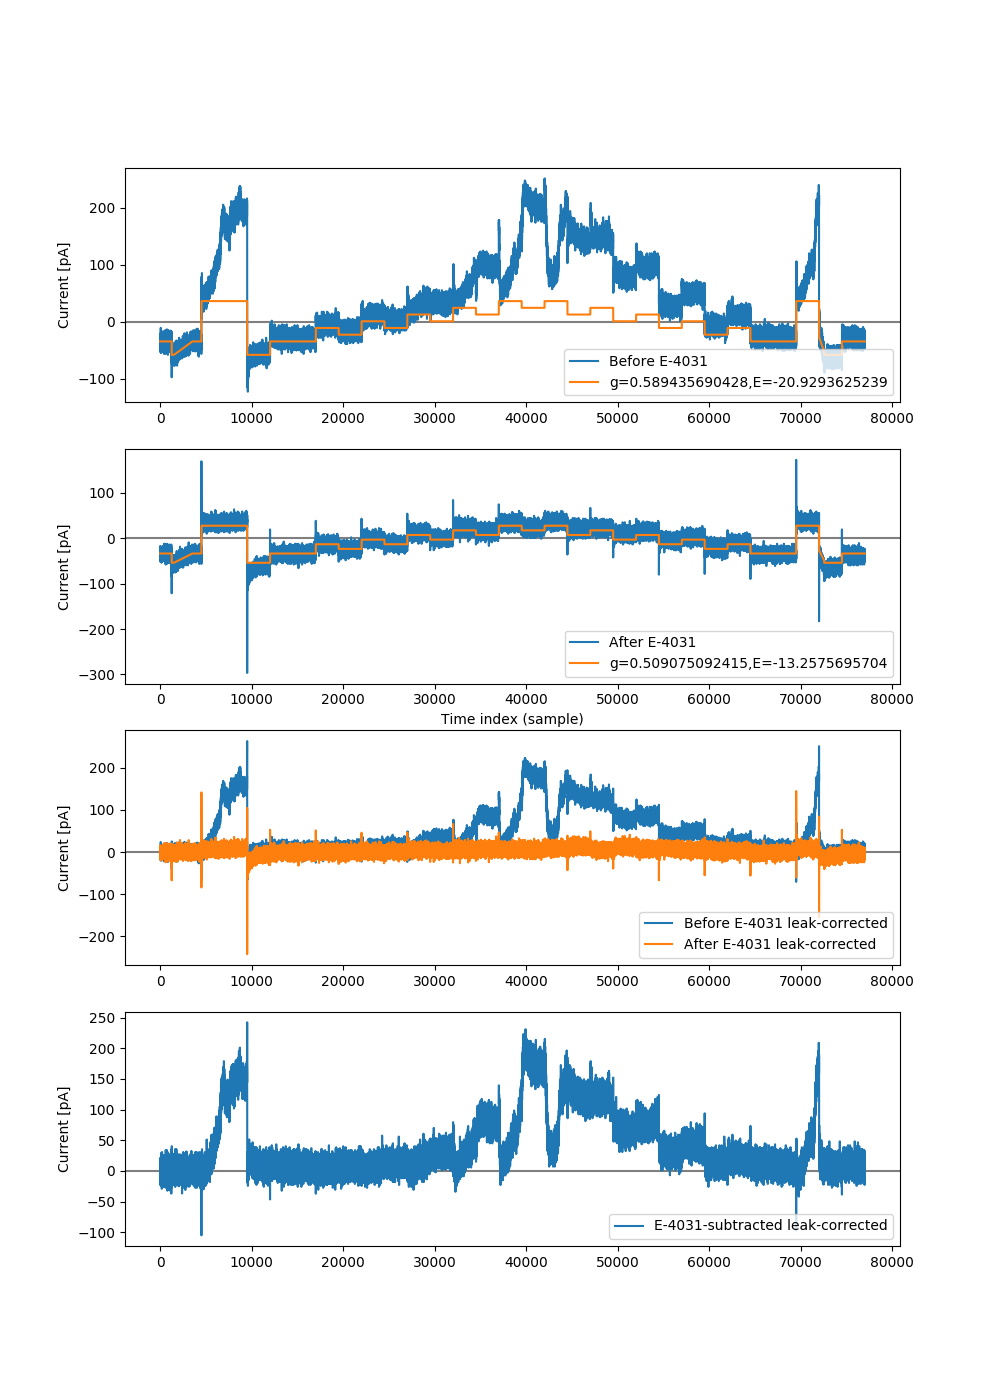 200
100
0
−100
Current [pA]
Before E-4031
g=0.589435690428,E=-20.9293625239
0 10000 20000 30000 40000 50000 60000 70000 80000
100
0
−100
−200
−300
Current [pA]
After E-4031
g=0.509075092415,E=-13.2575695704
0 10000 20000 30000 40000 50000 60000 70000 80000
Time index (sample)
200
100
0
−100
−200
Current [pA]
Before E-4031 leak-corrected
After E-4031 leak-corrected
0 10000 20000 30000 40000 50000 60000 70000 80000
250
200
150
100
50
0
−50
−100
Current [pA]
E-4031-subtracted leak-corrected
0 10000 20000 30000 40000 50000 60000 70000 80000